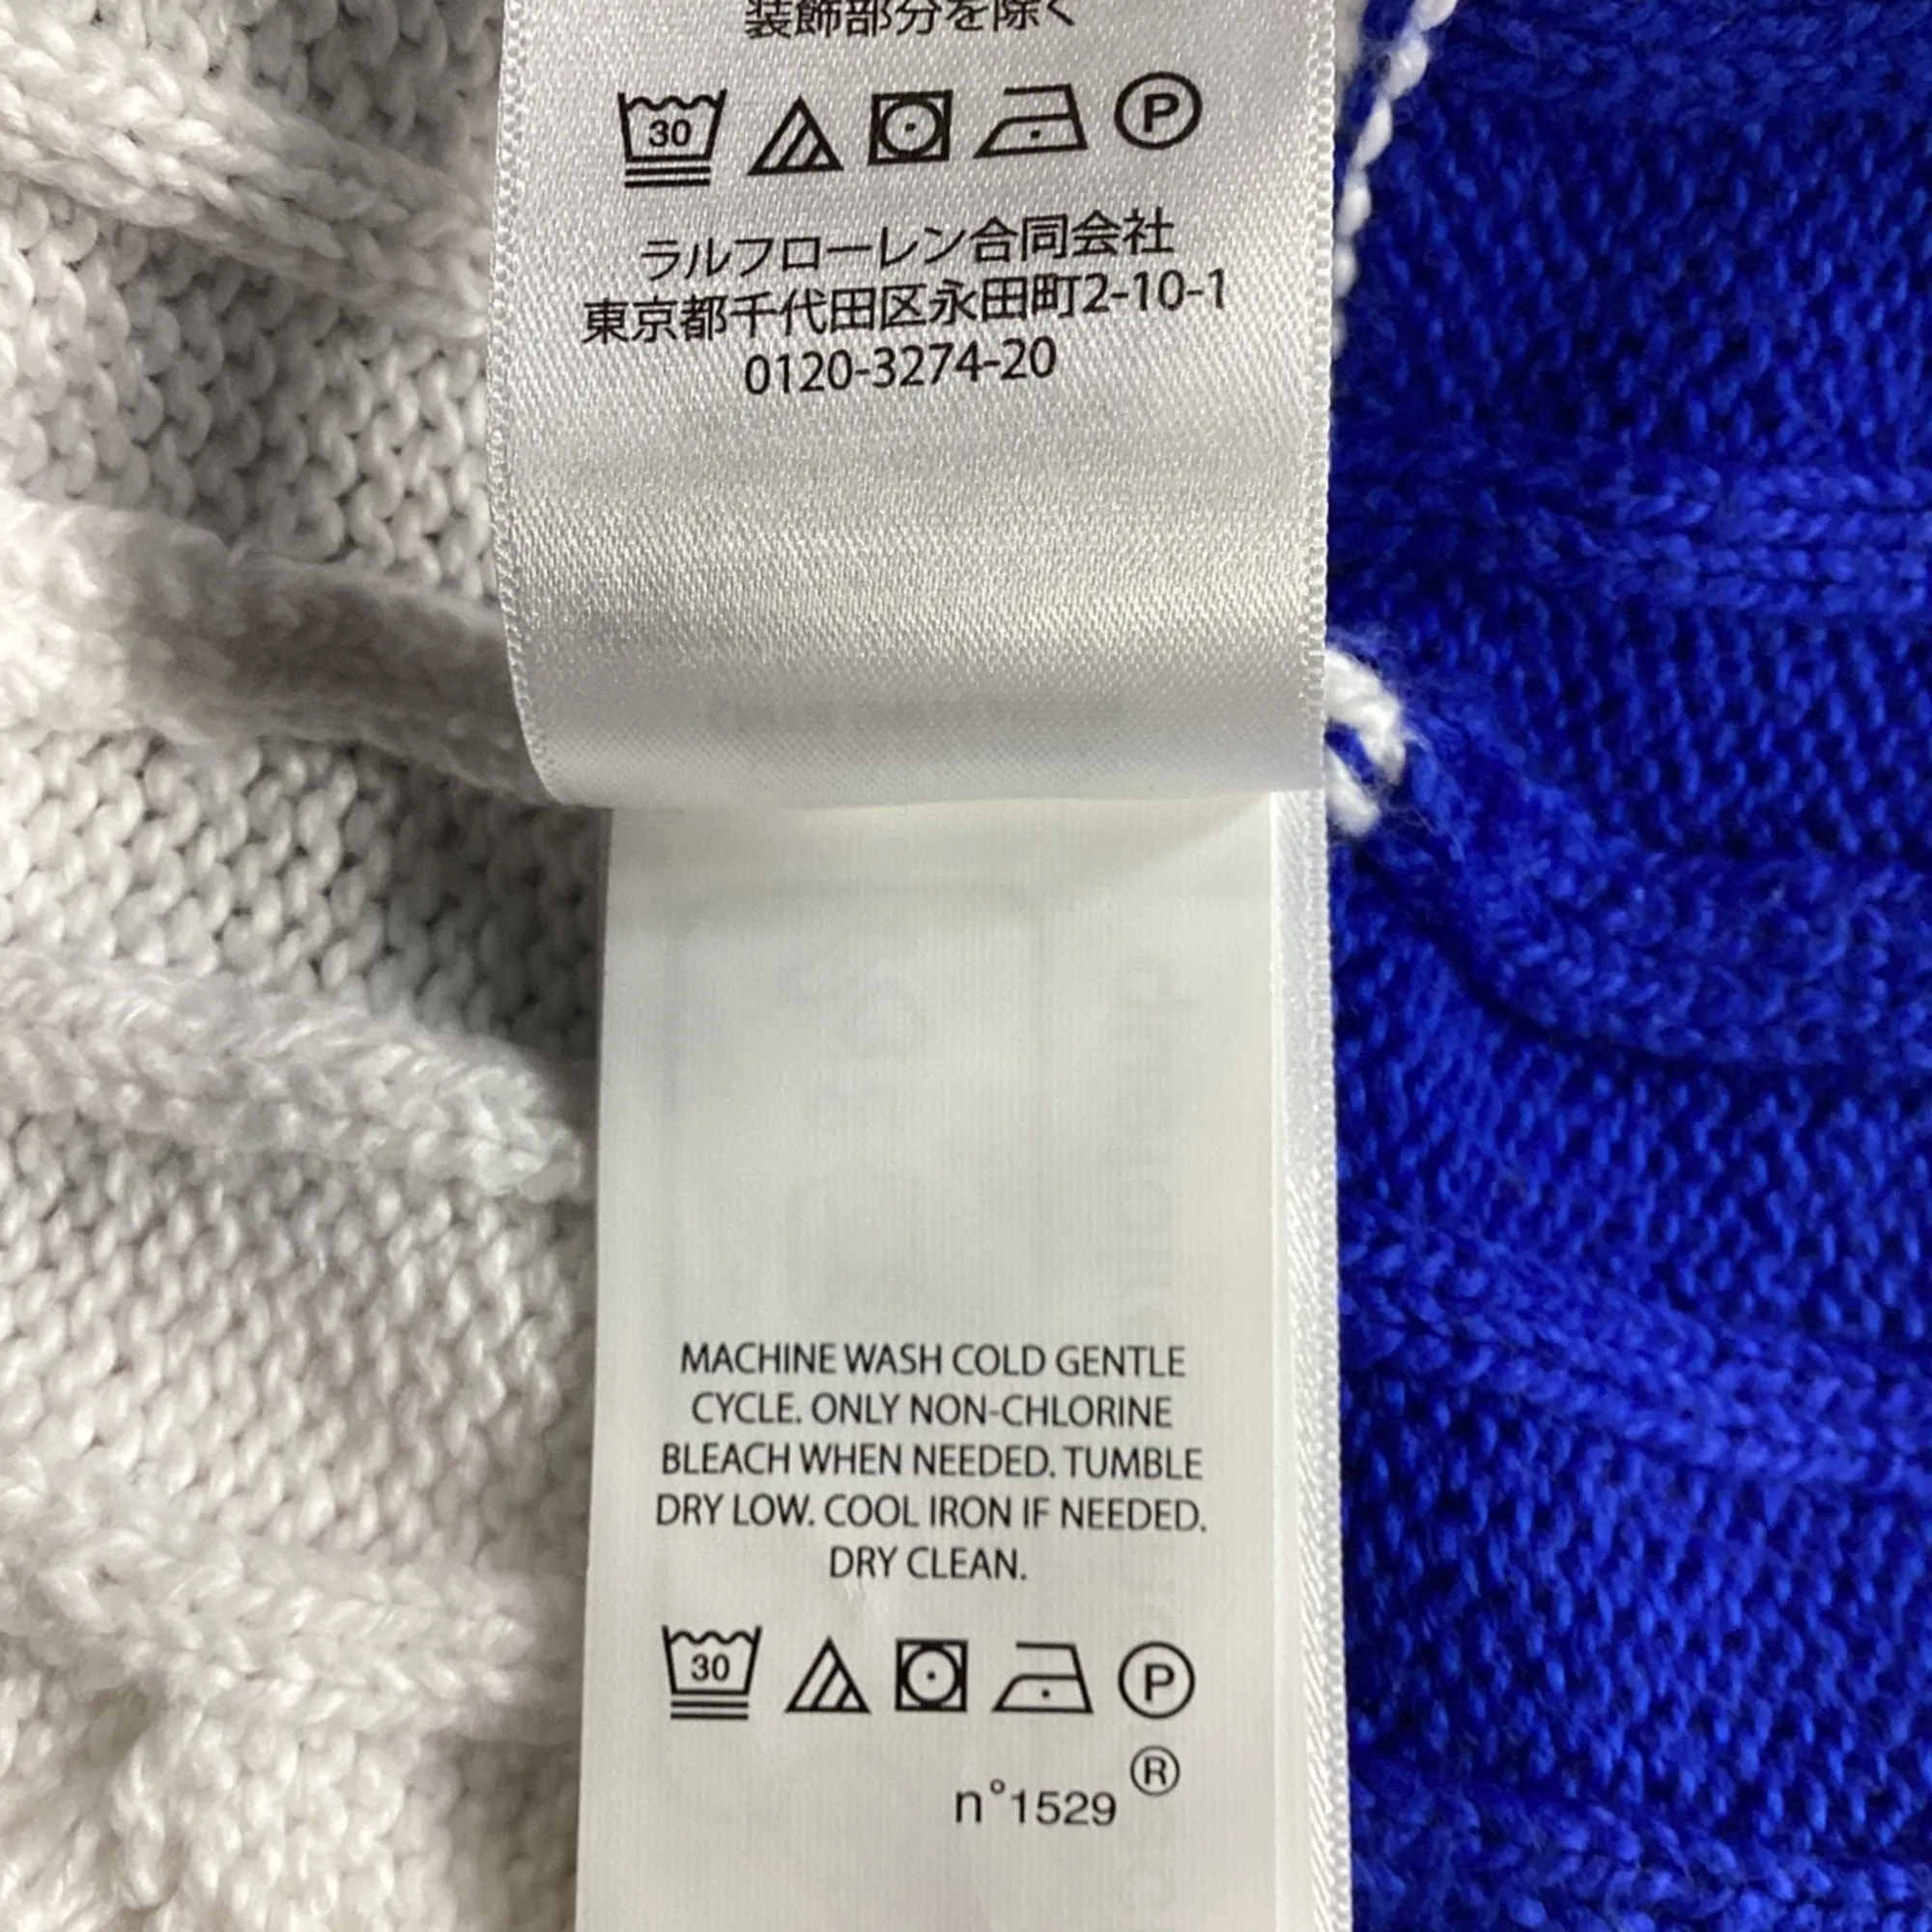 装飾部分を除く
30
P
ラルフローレン合同会社
東京都千代田区永田町2-10-1
0120-3274-20
MACHINE WASH COLD GENTLE
CYCLE. ONLY NON-CHLORINE
BLEACH WHEN NEEDED. TUMBLE
DRY LOW. COOL IRON IF NEEDED.
DRY CLEAN.
30
P
n°1529 ®